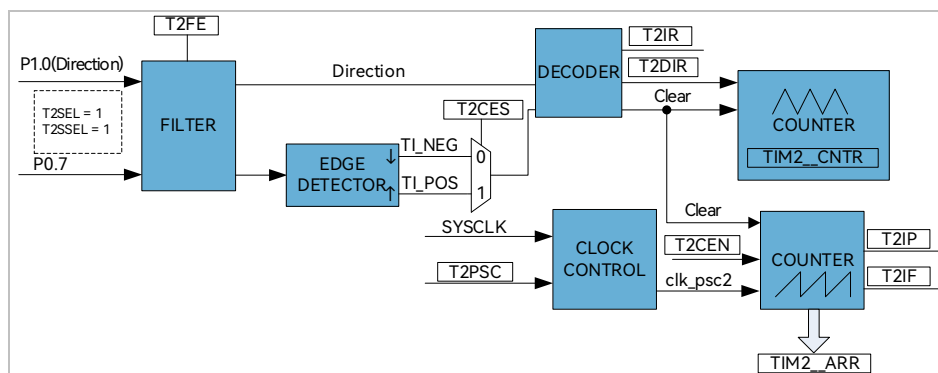 T2FE
P1.0(Direction)
T2SEL = 1
T2SSEL = 1
P0.7
FILTER
Direction
DECODER
T2IR
T2DIR
Clear
COUNTER
TIM2__CNTR
T2CES
EDGE
DETECTOR
↓
↑
TI_NEG
TI_POS
0
1
SYSCLK
T2PSC
CLOCK
CONTROL
Clear
T2CEN
clk_psc2
COUNTER
T2IP
T2IF
TIM2__ARR